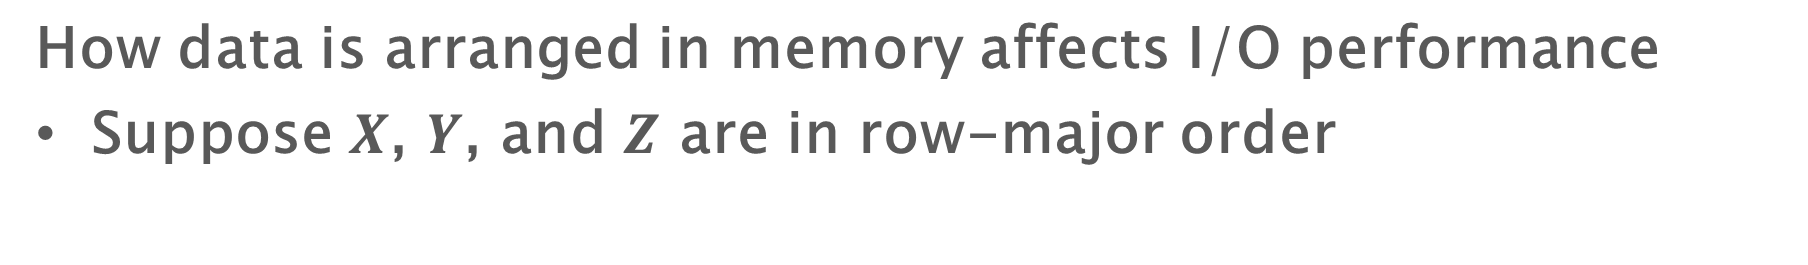 How data is arranged in memory affects I/O performance
• Suppose X, Y, and Z are in row-major order